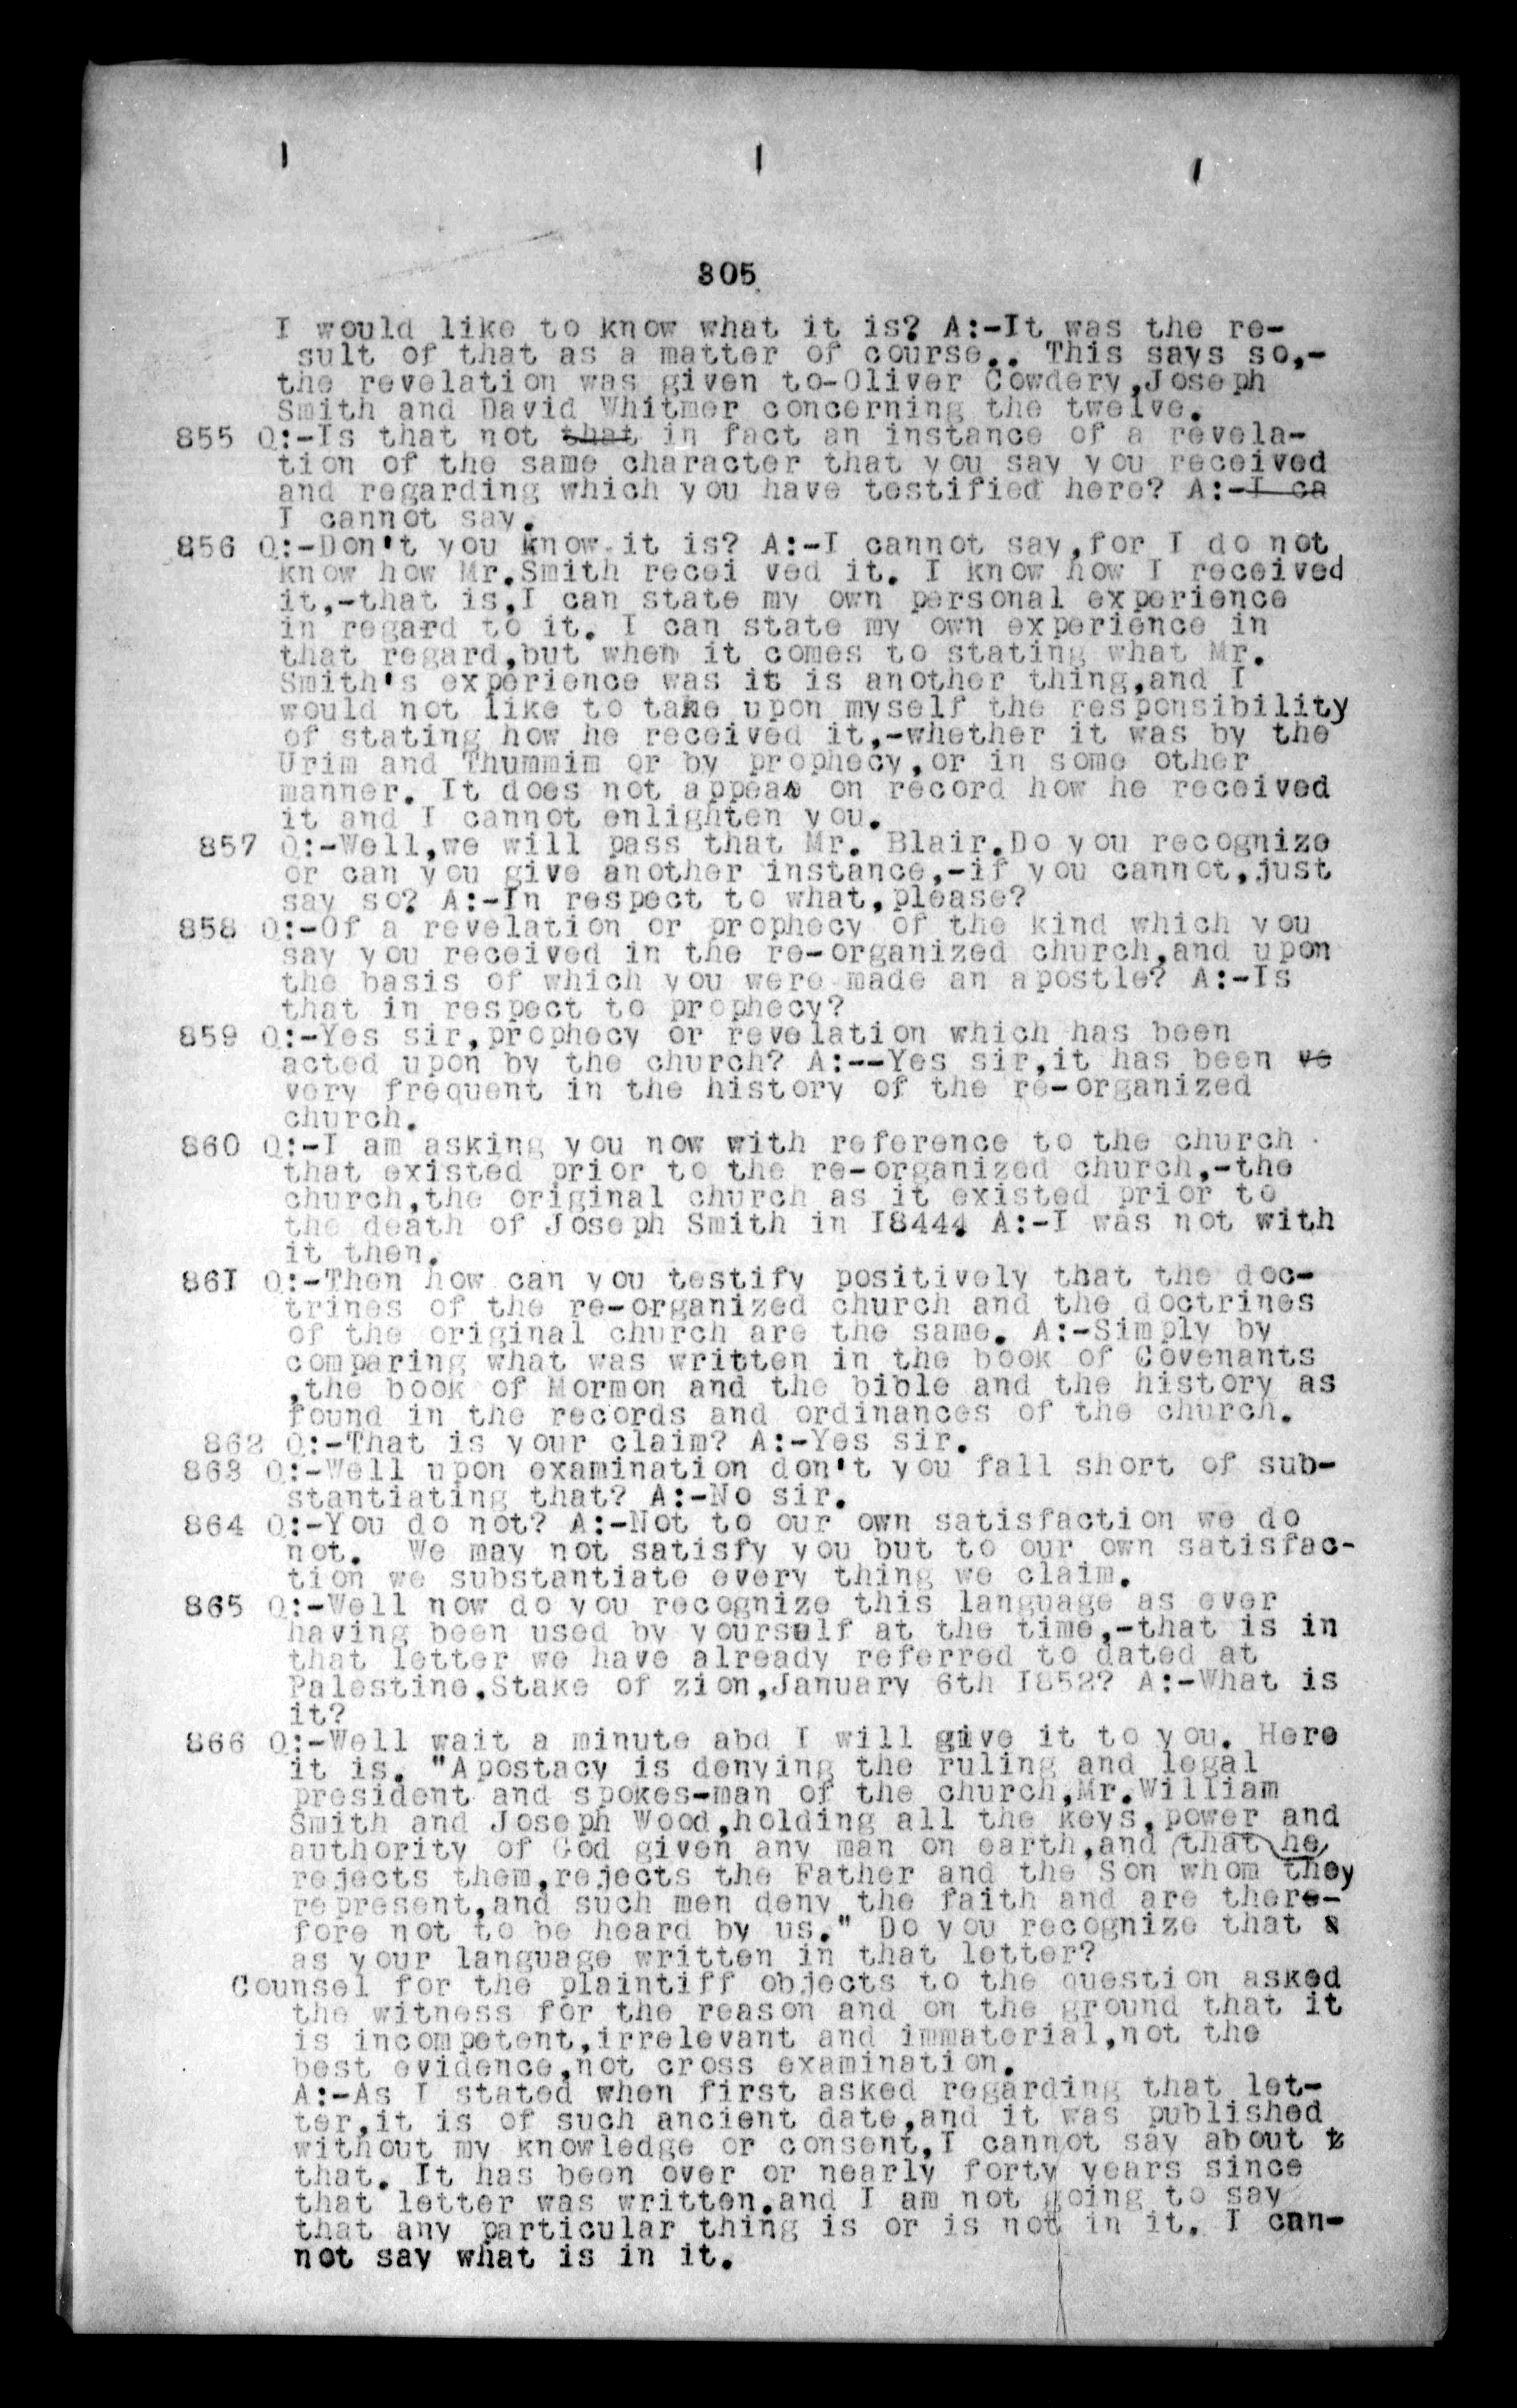 305
I would like to know what it is? A:-It was the re-
sult of that as a matter of course.. This says so,-
the revelation was given to-Oliver Cowdery,Joseph
Smith and David Whitmer concerning the twelve.
855 Q:-Is that not that in fact an instance of a revela-
tion of the same character that you say you received
and regarding which you have testified here? A:-I ca
I cannot say.
856 Q:-Don't you know it is? A:-I cannot say,for I do not
know how Mr.Smith recei ved it. I know how I received
it,-that is,I can state my own personal experience
in regard to it. I can state my own experience in
that regard,but when it comes to stating what Mr.
Smith's experience was it is another thing,and I
would not like to take upon myself the responsibility
of stating how he received it,-whether it was by the
Urim and Thummim or by prophecy,or in some other
manner. It does not appear on record how he received
it and I cannot enlighten you.
857 Q:-Well,we will pass that Mr. Blair.Do you recognize
or can you give another instance,-if you cannot,just
say so? A:-In respect to what,please?
858 Q:-Of a revelation or prophecy of the kind which you
say you received in the re-organized church,and upon
the basis of which you were made an apostle? A:-Is
that in respect to prophecy?
859 Q:-Yes sir,prophecy or revelation which has been
acted upon by the church? A:--Yes sir,it has been ve
very frequent in the history of the re-organized
church.
860 Q:-I am asking you now with reference to the church
that existed prior to the re-organized church,-the
church,the original church as it existed prior to
the death of Joseph Smith in I844. A:-I was not with
it then.
86I Q:-Then how can you testify positively that the doc-
trines of the re-organized church and the doctrines
of the original church are the same. A:-Simply by
comparing what was written in the book of Covenants
,the book of Mormon and the bible and the history as
found in the records and ordinances of the church.
862 Q:-That is your claim? A:-Yes sir.
863 Q:-Well upon examination don't you fall short of sub-
stantiating that? A:-No sir.
864 Q:-You do not? A:-Not to our own satisfaction we do
not. We may not satisfy you but to our own satisfac-
tion we substantiate every thing we claim.
865 Q:-Well now do you recognize this language as ever
having been used by yourself at the time,-that is in
that letter we have already referred to dated at
Palestine,Stake of zion,January 6th I852? A:-What is
it?
866 Q:-Well wait a minute abd I will give it to you. Here
it is. "Apostacy is denying the ruling and legal
president and spokes-man of the church,Mr.William
Smith and Joseph Wood,holding all the keys,power and
authority of God given any man on earth,and that he
rejects them,rejects the Father and the Son whom they
represent,and such men deny the faith and are there-
fore not to be heard by us." Do you recognize that a
as your language written in that letter?
Counsel for the plaintiff objects to the question asked
the witness for the reason and on the ground that it
is incompetent,irrelevant and immaterial,not the
best evidence,not cross examination.
A:-As I stated when first asked regarding that let-
ter,it is of such ancient date,and it was published
without my knowledge or consent,I cannot say about t
that. It has been over or nearly forty years since
that letter was written.and I am not going to say
that any particular thing is or is not in it. I can-
not say what is in it.